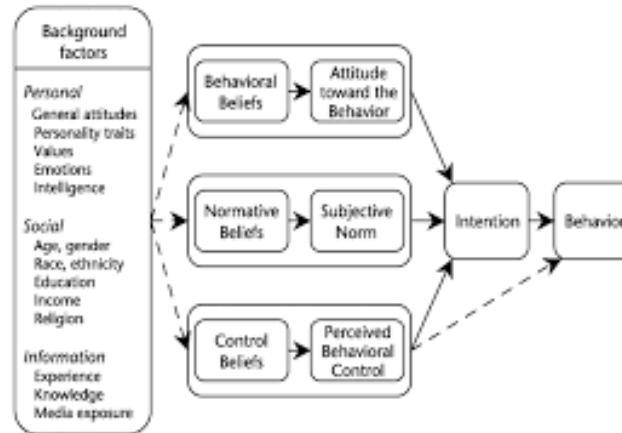 Background
factors
Personal
General attitudes
Personality traits
Values
Emotions
Intelligence
Social
Age, gender
Race, ethnicity
Education
Income
Religion
Information
Experience
Knowledge
Media exposure
Behavioral
Beliefs
Attitude
toward the
Behavior
Normative
Beliefs
Subjective
Norm
Control
Beliefs
Perceived
Behavioral
Control
Intention
Behavior